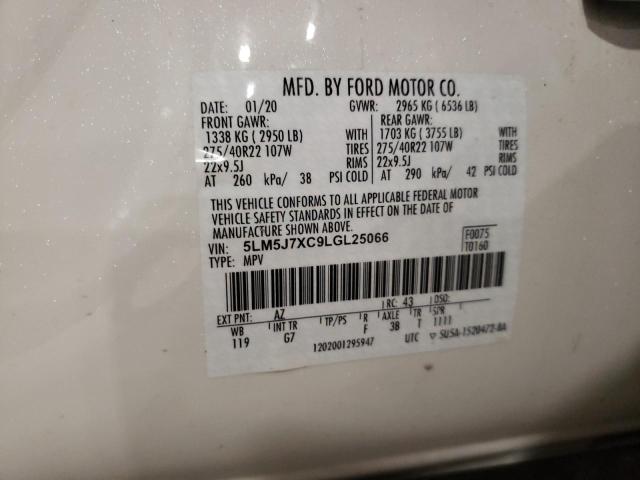 MFD. BY FORD MOTOR CO.
DATE: 01/20 GVWR: 2965 KG ( 6536 LB)
FRONT GAWR: REAR GAWR:
1338 KG ( 2950 LB) WITH 1703 KG ( 3755 LB) WITH
275/40R22 107W TIRES 275/40R22 107W TIRES
22x9.5J RIMS 22x9.5J RIMS
AT 260 kPa/ 38 PSI COLD AT 290 kPa/ 42 PSI COLD
THIS VEHICLE CONFORMS TO ALL APPLICABLE FEDERAL MOTOR
VEHICLE SAFETY STANDARDS IN EFFECT ON THE DATE OF
MANUFACTURE SHOWN ABOVE.
VIN: 5LM5J7XC9LGL25066 F0075
TYPE: MPV T0160
EXT PNT: AZ RC: 43 DSO:
WB INT TR TP/PS R AXLE TR SPR
119 G7 F 3B T 1111
1202001295947 UTC ▽ 5U5A-1520472-AA